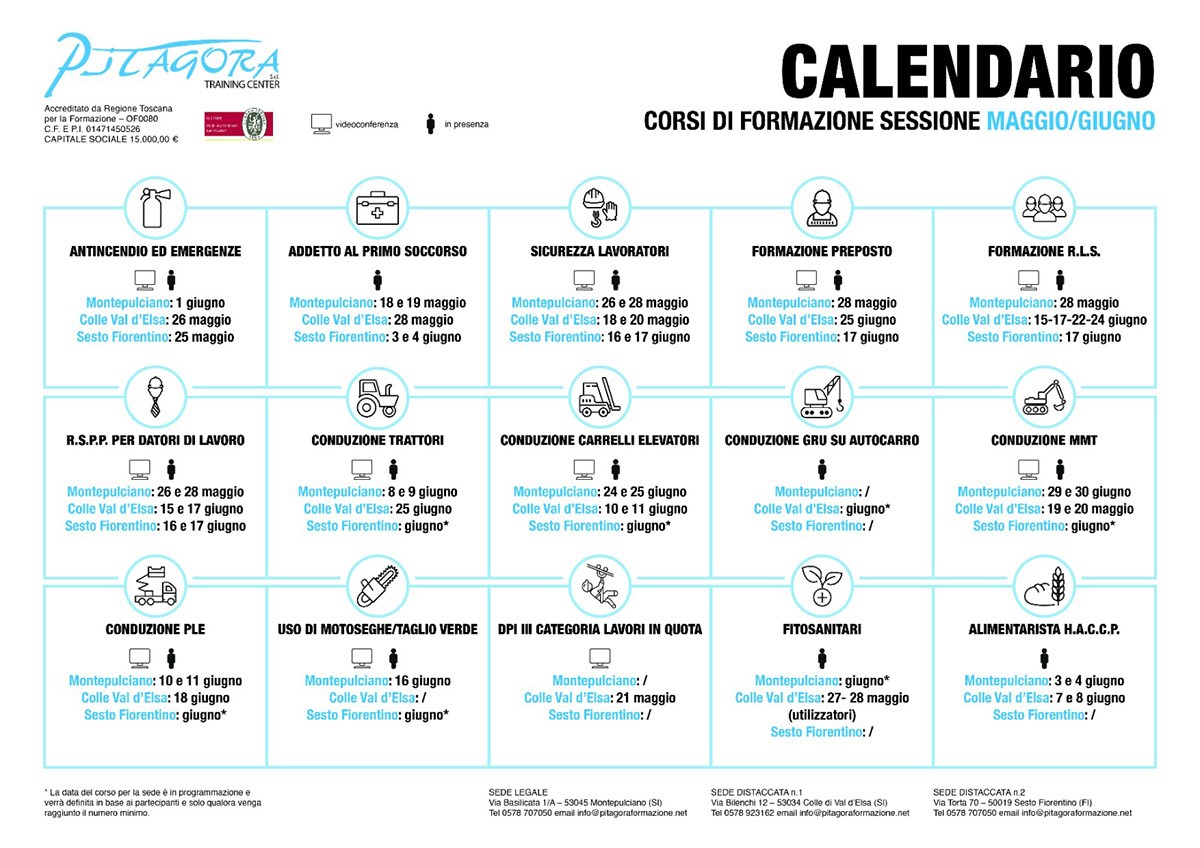 PITAGORA
S.r.l.
TRAINING CENTER
Accreditato da Regione Toscana
per la Formazione – OF0080
C.F. E P.I. 01471450526
CAPITALE SOCIALE 15.000,00 €
videoconferenza
in presenza
CALENDARIO
CORSI DI FORMAZIONE SESSIONE MAGGIO/GIUGNO
ANTINCENDIO ED EMERGENZE
Montepulciano: 1 giugno
Colle Val d'Elsa: 26 maggio
Sesto Fiorentino: 25 maggio
ADDETTO AL PRIMO SOCCORSO
Montepulciano: 18 e 19 maggio
Colle Val d'Elsa: 28 maggio
Sesto Fiorentino: 3 e 4 giugno
SICUREZZA LAVORATORI
Montepulciano: 26 e 28 maggio
Colle Val d'Elsa: 18 e 20 maggio
Sesto Fiorentino: 16 e 17 giugno
FORMAZIONE PREPOSTO
Montepulciano: 28 maggio
Colle Val d'Elsa: 25 giugno
Sesto Fiorentino: 17 giugno
FORMAZIONE R.L.S.
Montepulciano: 28 maggio
Colle Val d'Elsa: 15-17-22-24 giugno
Sesto Fiorentino: 17 giugno
R.S.P.P. PER DATORI DI LAVORO
Montepulciano: 26 e 28 maggio
Colle Val d'Elsa: 15 e 17 giugno
Sesto Fiorentino: 16 e 17 giugno
CONDUZIONE TRATTORI
Montepulciano: 8 e 9 giugno
Colle Val d'Elsa: 25 giugno
Sesto Fiorentino: giugno*
CONDUZIONE CARRELLI ELEVATORI
Montepulciano: 24 e 25 giugno
Colle Val d'Elsa: 10 e 11 giugno
Sesto Fiorentino: giugno*
CONDUZIONE GRU SU AUTOCARRO
Montepulciano: /
Colle Val d'Elsa: giugno*
Sesto Fiorentino: /
CONDUZIONE MMT
Montepulciano: 29 e 30 giugno
Colle Val d'Elsa: 19 e 20 maggio
Sesto Fiorentino: giugno*
CONDUZIONE PLE
Montepulciano: 10 e 11 giugno
Colle Val d'Elsa: 18 giugno
Sesto Fiorentino: giugno*
USO DI MOTOSEGHE/TAGLIO VERDE
Montepulciano: 16 giugno
Colle Val d'Elsa: /
Sesto Fiorentino: giugno*
DPI III CATEGORIA LAVORI IN QUOTA
Montepulciano: /
Colle Val d'Elsa: 21 maggio
Sesto Fiorentino: /
FITOSANITARI
Montepulciano: giugno*
Colle Val d'Elsa: 27- 28 maggio
(utilizzatori)
Sesto Fiorentino: /
ALIMENTARISTA H.A.C.C.P.
Montepulciano: 3 e 4 giugno
Colle Val d'Elsa: 7 e 8 giugno
Sesto Fiorentino: /
* La data del corso per la sede è in programmazione e
verrà definita in base ai partecipanti e solo qualora venga
raggiunto il numero minimo.
SEDE LEGALE
Via Basilicata 1/A – 53045 Montepulciano (SI)
Tel 0578 707050 email info@pitagoraformazione.net
SEDE DISTACCATA n.1
Via Bilenchi 12 – 53034 Colle di Val d'Elsa (SI)
Tel 0578 923162 email info@pitagoraformazione.net
SEDE DISTACCATA n.2
Via Torta 70 – 50019 Sesto Fiorentino (FI)
Tel 0578 707050 email info@pitagoraformazione.net